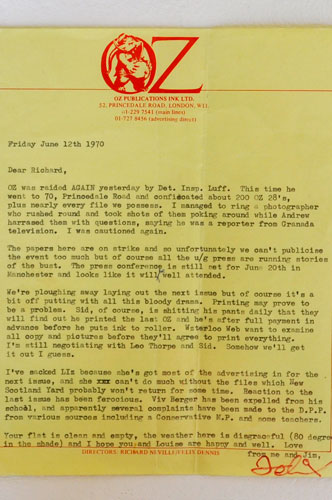 OZ
OZ PUBLICATIONS INK LTD.
52, PRINCEDALE ROAD, LONDON, W11.
01-229 7541 (main lines)
01-727 8456 (advertising direct)
Friday June 12th 1970
Dear Richard,
OZ was raided AGAIN yesterday by Det. Insp. Luff. This time he
went to 70, Princedale Road and confiscated about 200 OZ 28's,
plus nearly every file we possess. I managed to ring a photographer
who rushed round and took shots of them poking around while Andrew
harrased them with questions, saying he was a reporter from Granada
television. I was cautioned again.
The papers here are on strike and so unfortunately we can't publicise
the event too much but of course all the u/g press are running stories
of the bust. The press conference is still set for June 20th in
Manchester and looks like it will well attended.
We're ploughing away laying out the next issue but of course it's a
bit off putting with all this bloody drama. Printing may prove to
be a problem. Sid, of course, is shitting his pants daily that they
will find out he printed the last OZ and he's after full payment in
advance before he puts ink to roller. Waterloo Web want to examine
all copy and pictures before they'll agree to print everything.
I'm still negotiating with Leo Thorpe and Sid. Somehow we'll get
it out I guess.
I've sacked LIz because she's got most of the advertising in for the
next issue, and she xxx can't do much without the files which New
Scotland Yard probably won't return for some time. Reaction to the
last issue has been ferocious. Viv Berger has been expelled from his
school, and apparently several complaints have been made to the D.P.P.
from various sources including a Conservative M.P. and some teachers.
Your flat is clean and empty, the weather here is disgraceful (80 degrees
in the shade) and I hope you and Louise are happy and well. Love
from me and Jim,
DIRECTORS: RICHARD NEVILLE/FELIX DENNIS